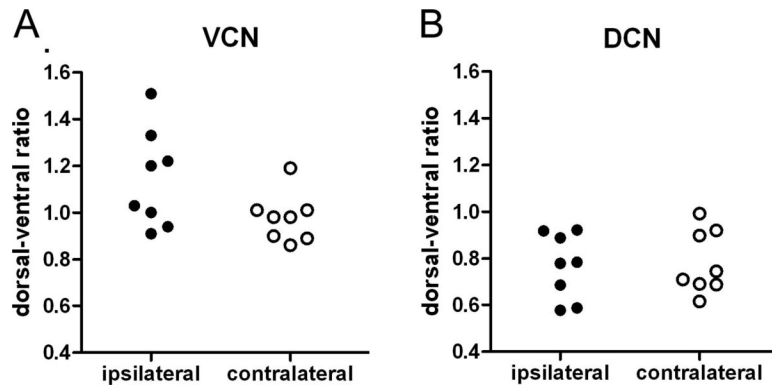 A
VCN
dorsal-ventral ratio
1.6
1.4
1.2
1.0
0.8
0.6
0.4
ipsilateral contralateral
B
DCN
dorsal-ventral ratio
1.6
1.4
1.2
1.0
0.8
0.6
0.4
ipsilateral contralateral